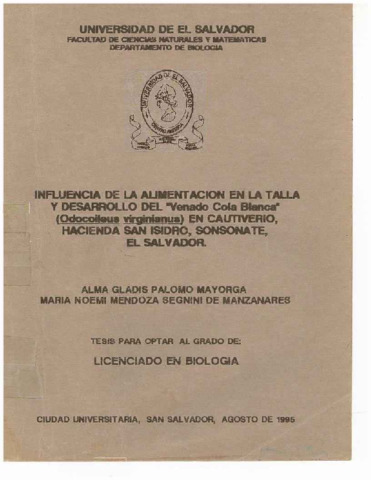 UNIVERSIDAD DE EL SALVADOR
FACULTAD DE CIENCIAS NATURALES Y MATEMATICAS
DEPARTAMENTO DE BIOLOGIA
INFLUENCIA DE LA ALIMENTACION EN LA TALLA
Y DESARROLLO DEL "Venado Cola Blanca"
(Odocoileus virginianus) EN CAUTIVERIO,
HACIENDA SAN ISIDRO, SONSONATE,
EL SALVADOR.
ALMA GLADIS PALOMO MAYORGA
MARIA NOEMI MENDOZA SEGNINI DE MANZANARES
TESIS PARA OPTAR AL GRADO DE:
LICENCIADO EN BIOLOGIA
CIUDAD UNIVERSITARIA, SAN SALVADOR, AGOSTO DE 1995